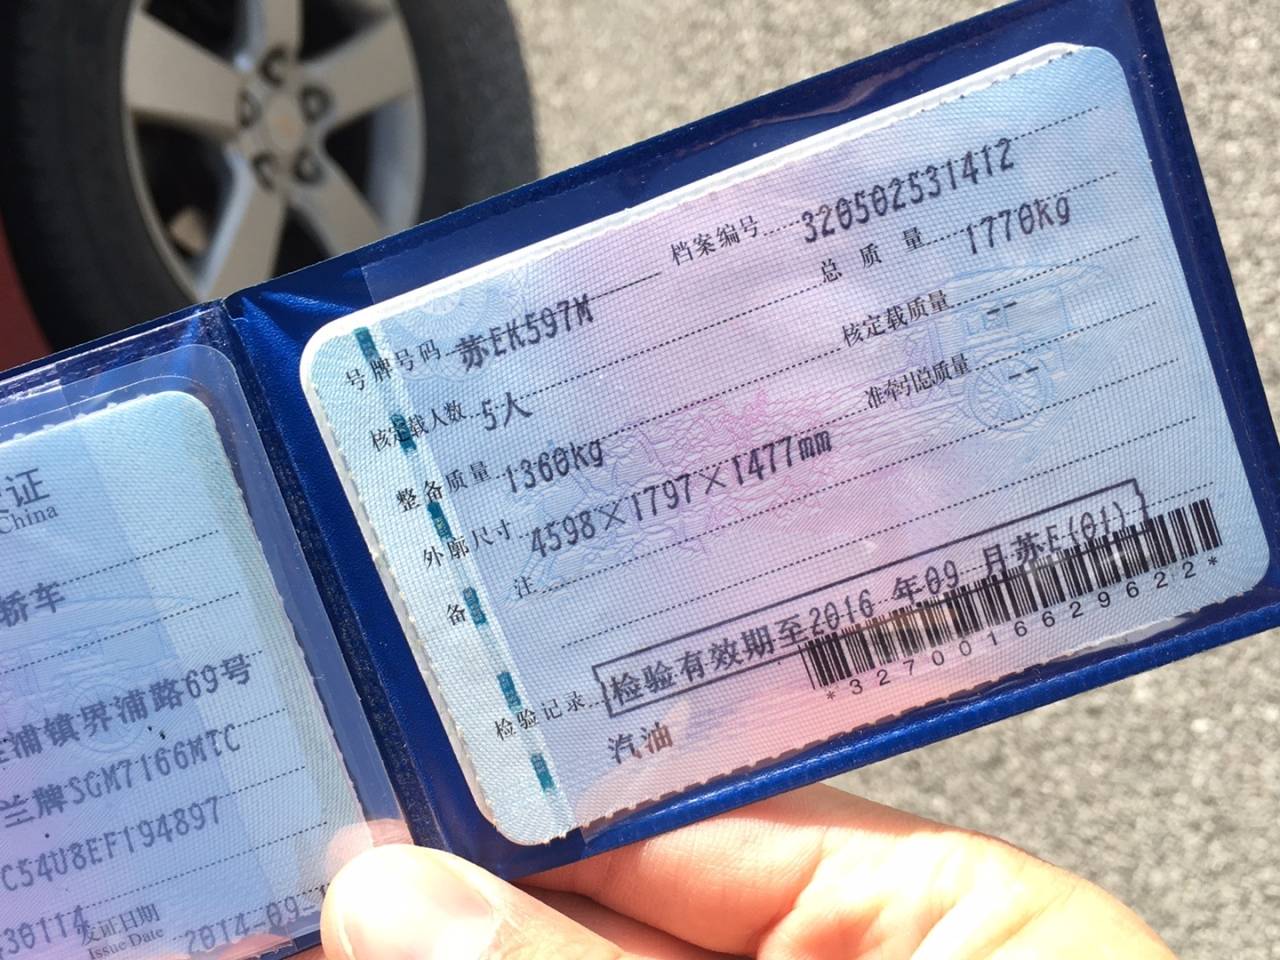 证
China
轿车
浦镇界浦路69号
兰牌SGM7166MTC
C54U8EF194897
30114
发证日期
Issue Date
2014-09-
号牌号码 苏EK597M 档案编号 320502531412
核定载人数 5人 总质量 1770kg
整备质量 1360kg 核定载质量 --
外廓尺寸 4598×1797×1477mm 准牵引总质量 --
备注
检验记录 检验有效期至2016年09月苏E(01)
*3270016629622*
汽油